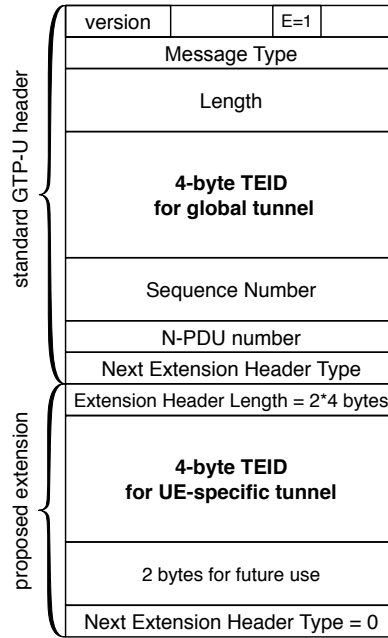 version
E=1
Message Type
Length
4-byte TEID
for global tunnel
Sequence Number
N-PDU number
Next Extension Header Type
standard GTP-U header
Extension Header Length = 2*4 bytes
4-byte TEID
for UE-specific tunnel
2 bytes for future use
Next Extension Header Type = 0
proposed extension